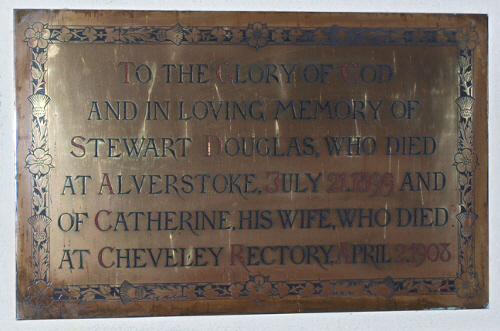 TO THE GLORY OF GOD
AND IN LOVING MEMORY OF
STEWART DOUGLAS, WHO DIED
AT ALVERSTOKE, JULY 21.1899 AND
OF CATHERINE, HIS WIFE, WHO DIED
AT CHEVELEY RECTORY, APRIL 2.1908